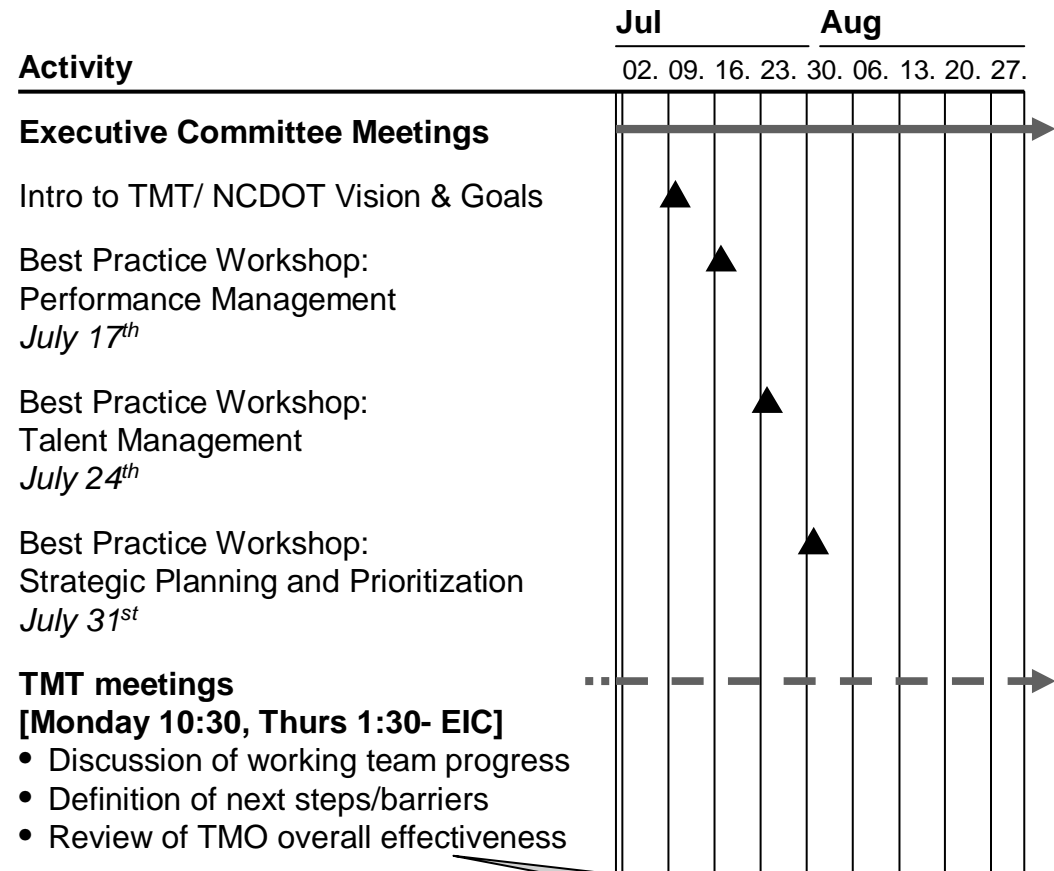 Jul Aug
Activity 02. 09. 16. 23. 30. 06. 13. 20. 27.
Executive Committee Meetings
Intro to TMT/ NCDOT Vision & Goals
Best Practice Workshop:
Performance Management
July 17th
Best Practice Workshop:
Talent Management
July 24th
Best Practice Workshop:
Strategic Planning and Prioritization
July 31st
TMT meetings
[Monday 10:30, Thurs 1:30- EIC]
• Discussion of working team progress
• Definition of next steps/barriers
• Review of TMO overall effectiveness